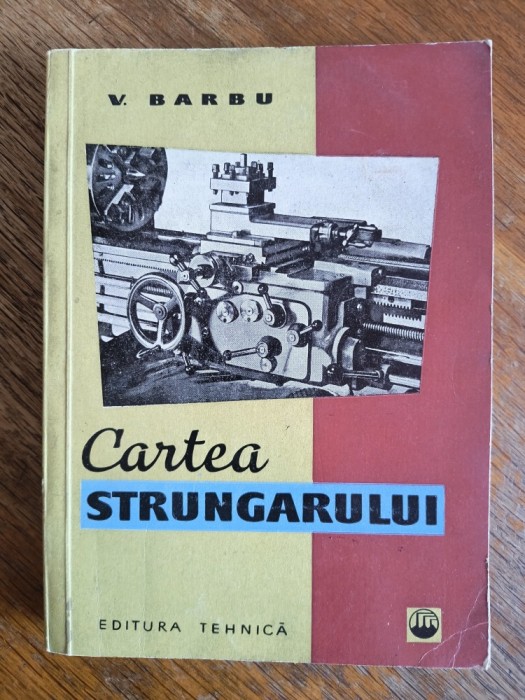 V. BARBU
Cartea
STRUNGARULUI
EDITURA TEHNICĂ